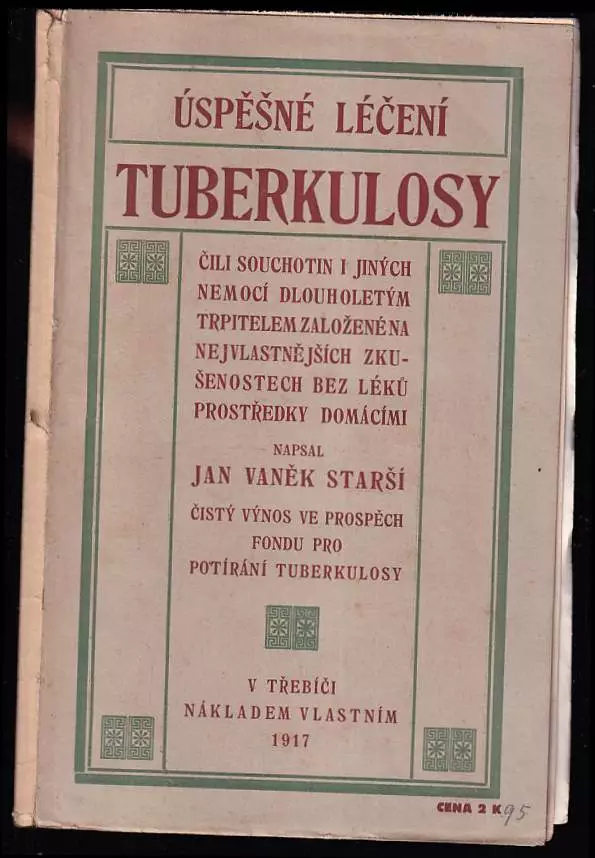 ÚSPĚŠNÉ LÉČENÍ
TUBERKULOSY
ČILI SOUCHOTIN I JINÝCH
NEMOCÍ DLOUHOLETÝM
TRPITELEM ZALOŽENÉ NA
NEJVLASTNĚJŠÍCH ZKU-
ŠENOSTECH BEZ LÉKŮ
PROSTŘEDKY DOMÁCÍMI
NAPSAL
JAN VANĚK STARŠÍ
ČISTÝ VÝNOS VE PROSPĚCH
FONDU PRO
POTÍRÁNÍ TUBERKULOSY
V TŘEBÍČI
NÁKLADEM VLASTNÍM
1917
CENA 2 K 95